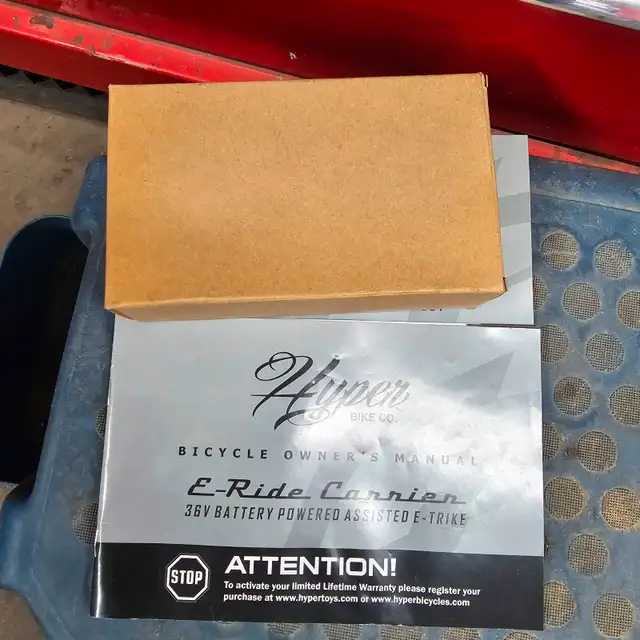 Hyper
BIKE CO.
BICYCLE OWNER'S MANUAL
E-Ride Carrier
36V BATTERY POWERED ASSISTED E-TRIKE
STOP
ATTENTION!
To activate your limited Lifetime Warranty please register your
purchase at www.hypertoys.com or www.hyperbicycles.com